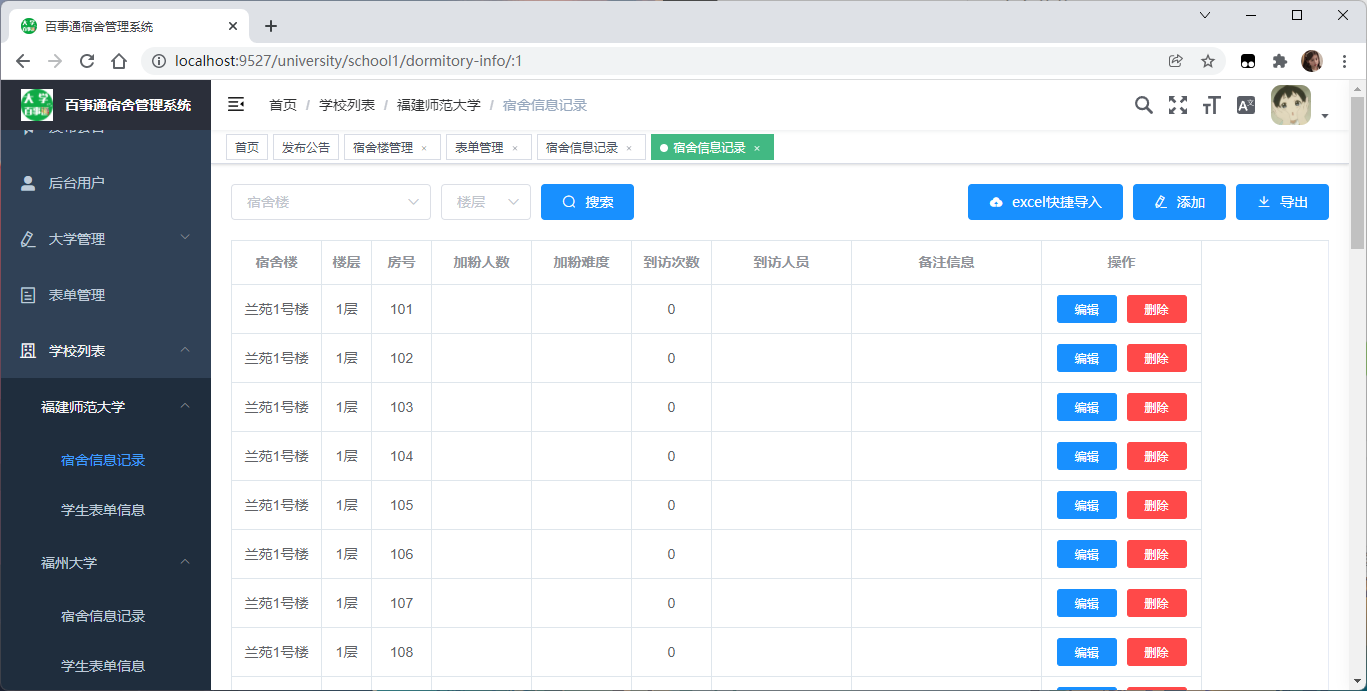 百事通宿舍管理系统
localhost:9527/university/school1/dormitory-info/:1
大学
百事通
百事通宿舍管理系统
首页 / 学校列表 / 福建师范大学 / 宿舍信息记录
发布公告
后台用户
大学管理
表单管理
学校列表
福建师范大学
宿舍信息记录
学生表单信息
福州大学
宿舍信息记录
学生表单信息
首页 发布公告 宿舍楼管理 × 表单管理 × 宿舍信息记录 × 宿舍信息记录 ×
宿舍楼 楼层 搜索 excel快捷导入 添加 导出
宿舍楼 楼层 房号 加粉人数 加粉难度 到访次数 到访人员 备注信息 操作
兰苑1号楼 1层 101 0 编辑 删除
兰苑1号楼 1层 102 0 编辑 删除
兰苑1号楼 1层 103 0 编辑 删除
兰苑1号楼 1层 104 0 编辑 删除
兰苑1号楼 1层 105 0 编辑 删除
兰苑1号楼 1层 106 0 编辑 删除
兰苑1号楼 1层 107 0 编辑 删除
兰苑1号楼 1层 108 0 编辑 删除